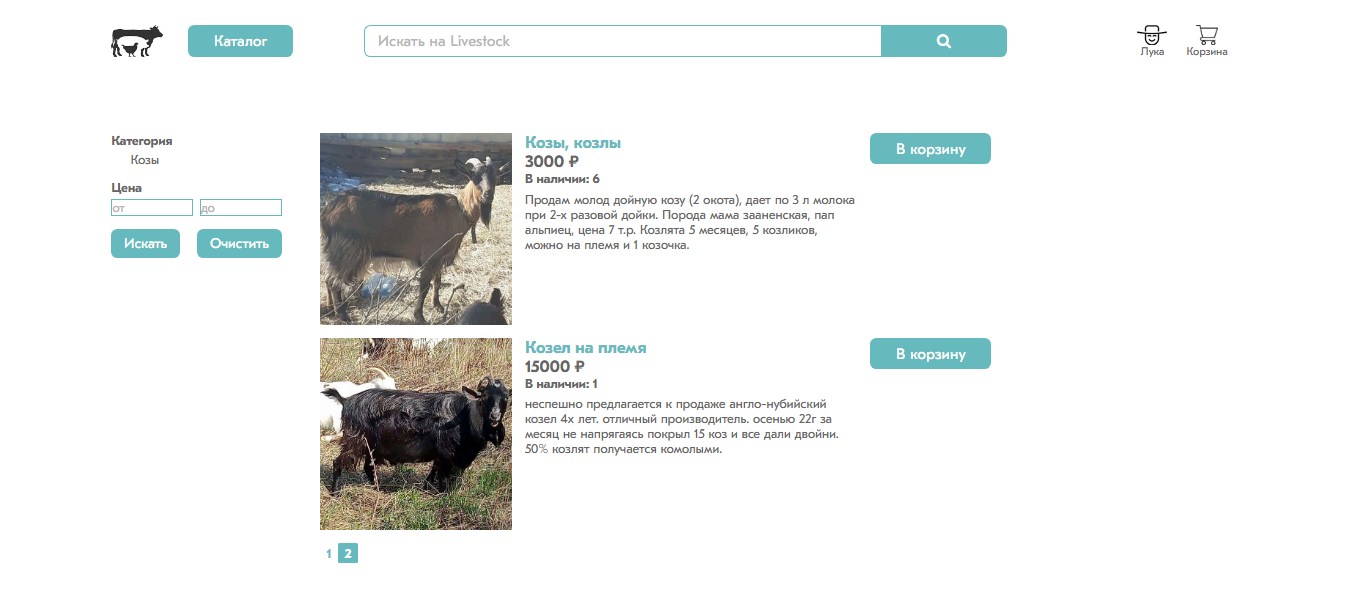 Каталог
Искать на Livestock
Лука
Корзина
Категория
Козы
Цена
от
до
Искать
Очистить
Козы, козлы
3000 ₽
В наличии: 6
Продам молод дойную козу (2 окота), дает по 3 л молока
при 2-х разовой дойки. Порода мама зааненская, пап
альпиец, цена 7 т.р. Козлята 5 месяцев, 5 козликов,
можно на племя и 1 козочка.
В корзину
Козел на племя
15000 ₽
В наличии: 1
неспешно предлагается к продаже англо-нубийский
козел 4х лет. отличный производитель. осенью 22г за
месяц не напрягаясь покрыл 15 коз и все дали двойни.
50% козлят получается комолыми.
В корзину
1 2